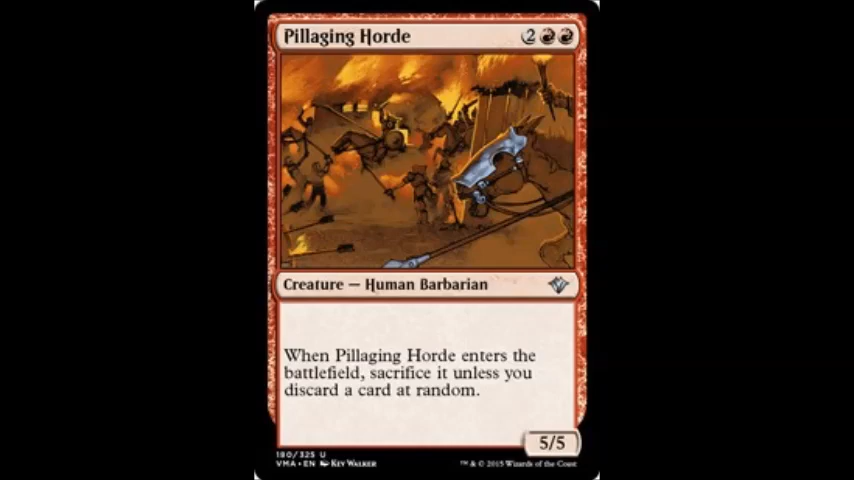 Pillaging Horde 2
Creature — Human Barbarian
When Pillaging Horde enters the
battlefield, sacrifice it unless you
discard a card at random.
5/5
180/325 U
VMA • EN Kev Walker
™ & © 2015 Wizards of the Coast